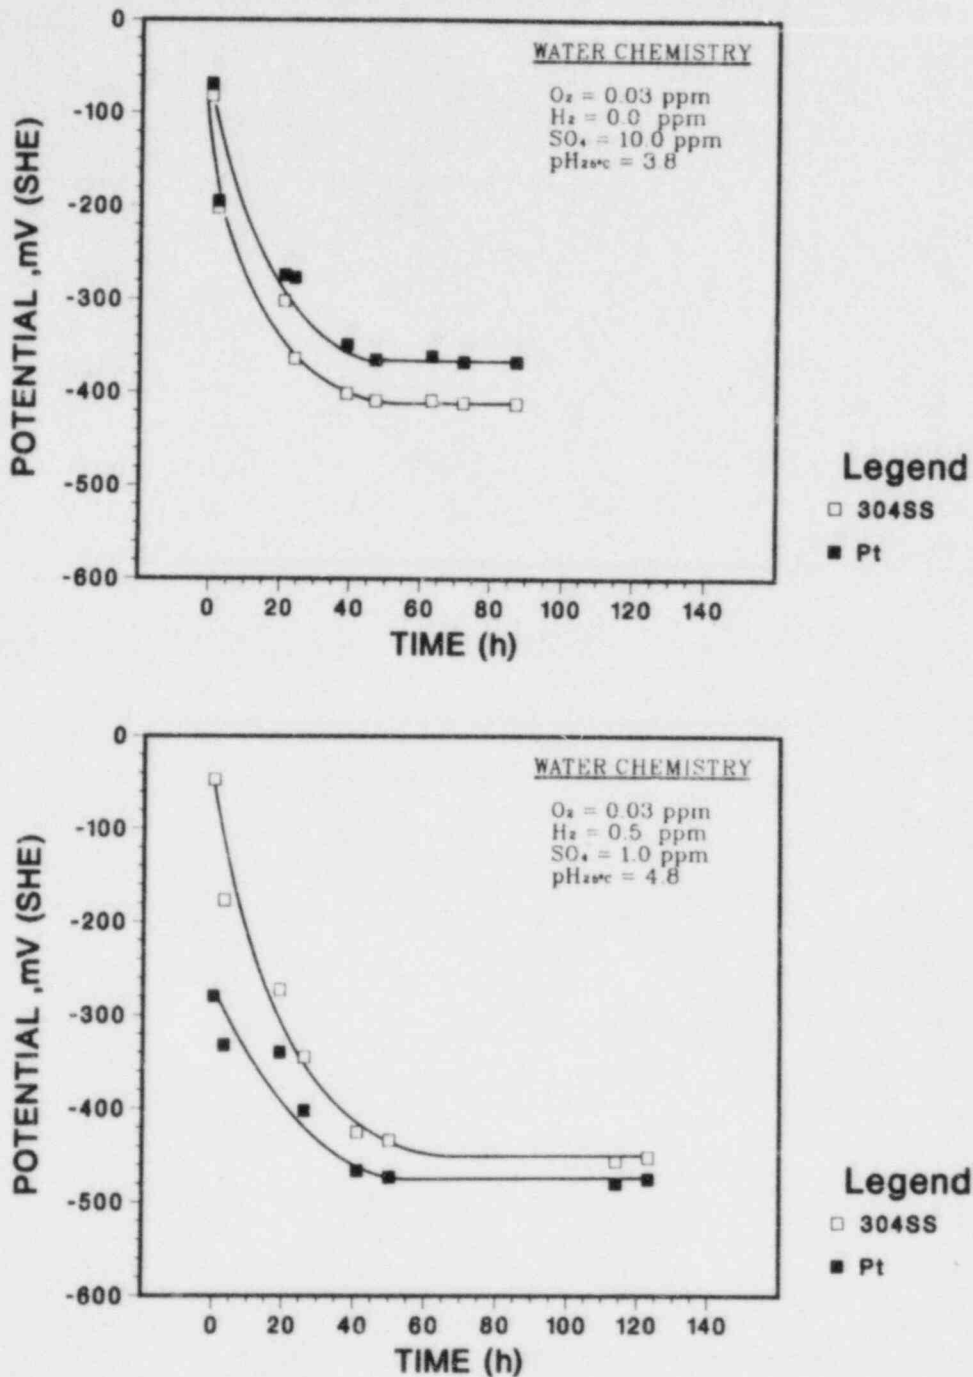 0
-100
-200
-300
-400
-500
-600
POTENTIAL ,mV (SHE)
WATER CHEMISTRY
O₂ = 0.03 ppm
H₂ = 0.0 ppm
SO₄ = 10.0 ppm
pH₂₅•C = 3.8
0 20 40 60 80 100 120 140
TIME (h)
Legend
304SS
Pt
0
-100
-200
-300
-400
-500
-600
POTENTIAL ,mV (SHE)
WATER CHEMISTRY
O₂ = 0.03 ppm
H₂ = 0.5 ppm
SO₄ = 1.0 ppm
pH₂₅•C = 4.8
0 20 40 60 80 100 120 140
TIME (h)
Legend
304SS
Pt